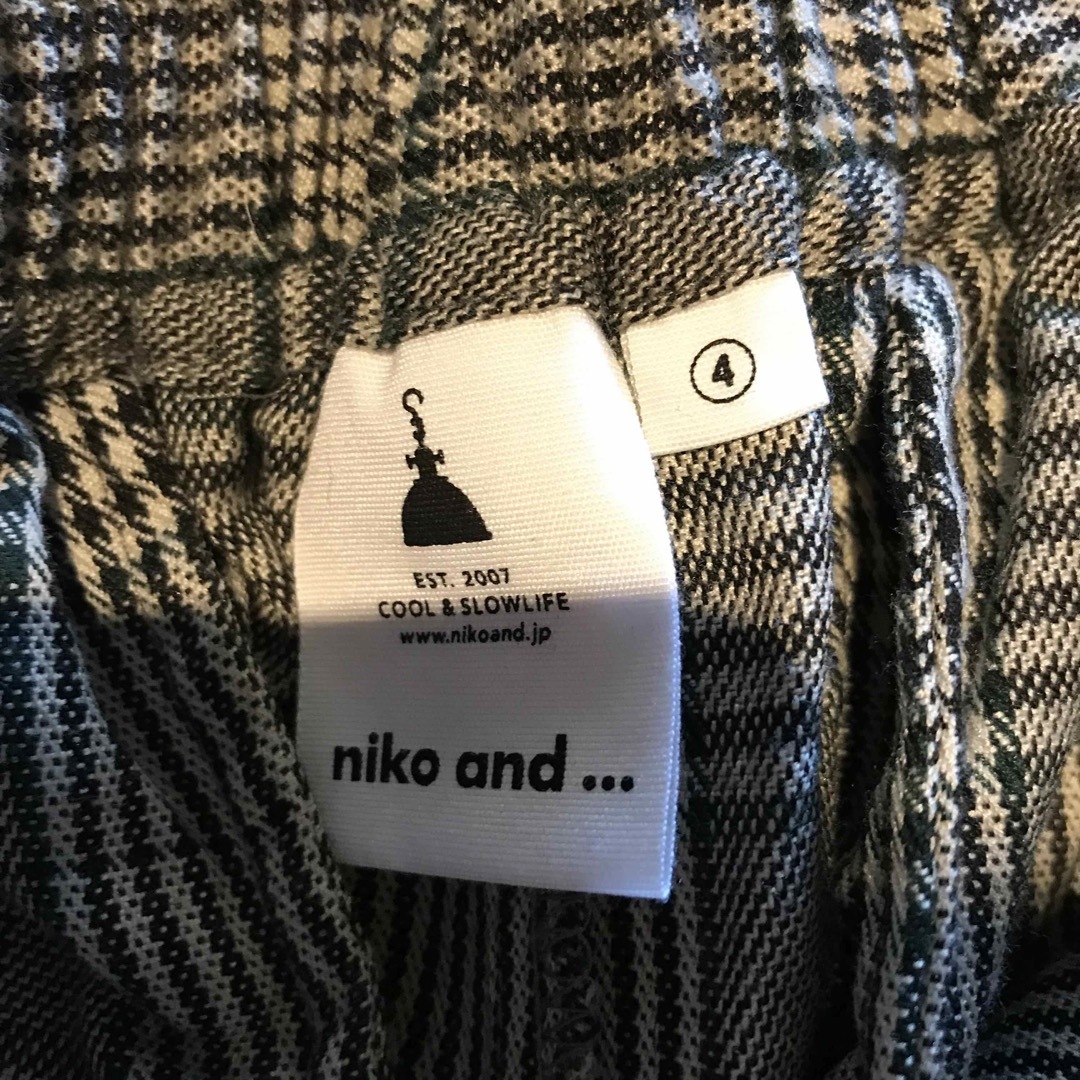 ④
EST. 2007
COOL & SLOWLIFE
www.nikoand.jp
niko and ...